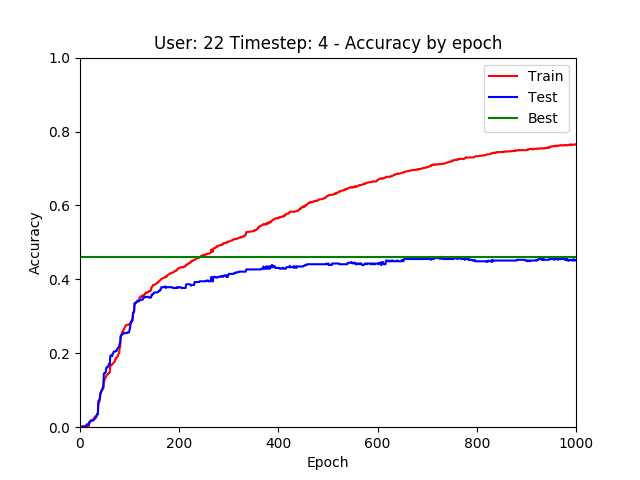 User: 22 Timestep: 4 - Accuracy by epoch
Train
Test
Best
1.0
0.8
0.6
0.4
0.2
0.0
Accuracy
0 200 400 600 800 1000
Epoch